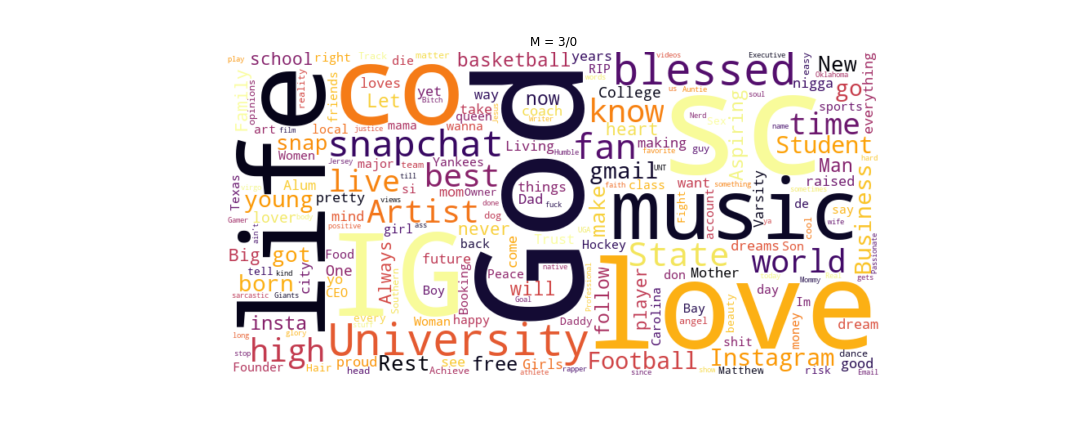 M = 3/0
play
school
right
Track
die
matter
basketball
years
RIP
videos
blessed
Executive
easy
New
Oklahoma
everything
Family
opinions
life
reality
friends
co
loves
Let
yet
Bitch
mama
way
take
queen
wanna
God
now
coach
Writer
College
us
Auntie
know
heart
sc
Nerd
soul
nigga
go
sports
time
Student
name
hard
art
film
local
justice
snap
Women
snapchat
Living
Humble
fan
making
guy
Aspiring
Man
raised
Texas
Jersey
major
team
Yankees
till
best
gmail
UNT
live
si
mom
Owner
things
Dad
fuck
faith
class
want
something
sometimes
Varsity
Business
young
Alum
pretty
views
done
dog
make
Fight
account
music
de
say
cool
wife
ya
Gamer
lover
mind
positive
Artist
girl
ass
never
Trust
USA
favorite
ain't
Big
got
Food
IG
Always
back
come
Hockey
State
dreams
Son
Passionate
tell
kind
One
future
Peace
native
Professional
don
Mother
world
Mommy
gets
born
city
yo
CEO
Southern
Boy
Booking
will
Goal
follow
player
love
day
Im
sarcastic
Giants
insta
every
Woman
happy
Daddy
Carolina
Bay
angel
beauty
money
dream
long
glory
University
shit
stop
high
proud
Rest
see
free
Girls
Football
Instagram
dance
good
Founder
Hair
head
Achieve
athlete
rapper
since
show
Matthew
risk
Email